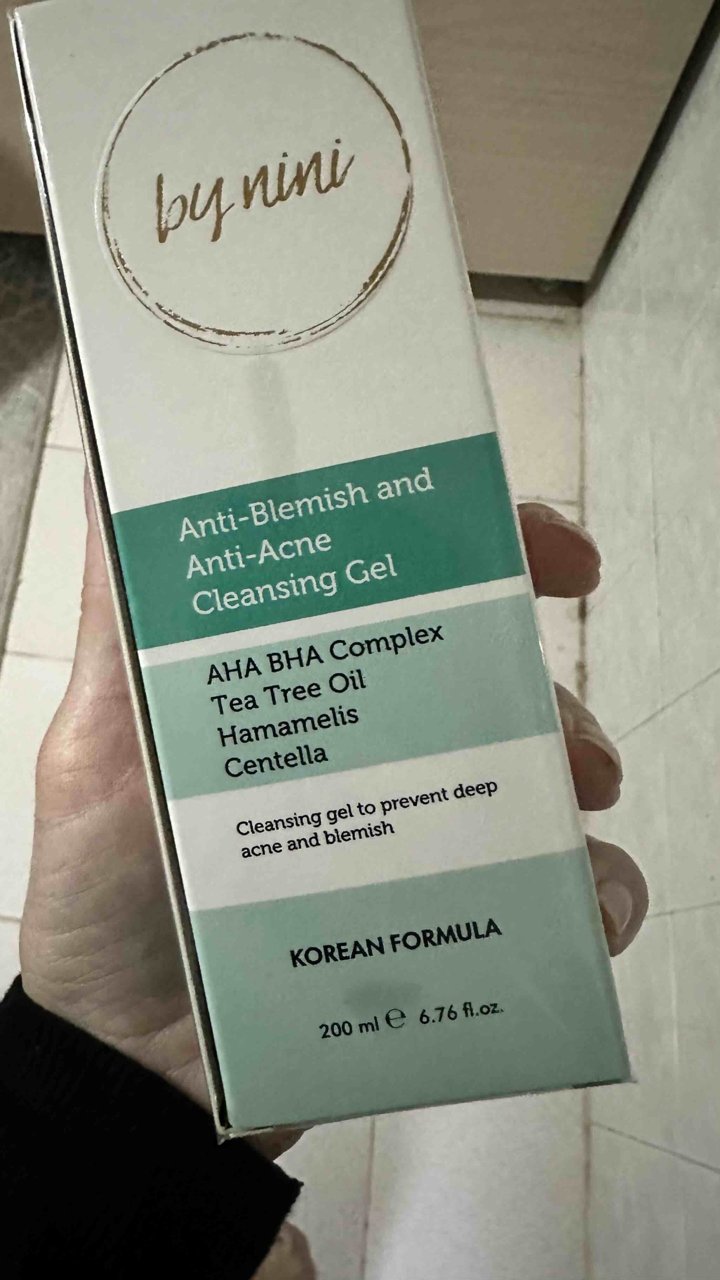 by nini
Anti-Blemish and
Anti-Acne
Cleansing Gel
AHA BHA Complex
Tea Tree Oil
Hamamelis
Centella
Cleansing gel to prevent deep
acne and blemish
KOREAN FORMULA
200 ml ℮ 6.76 fl.oz.